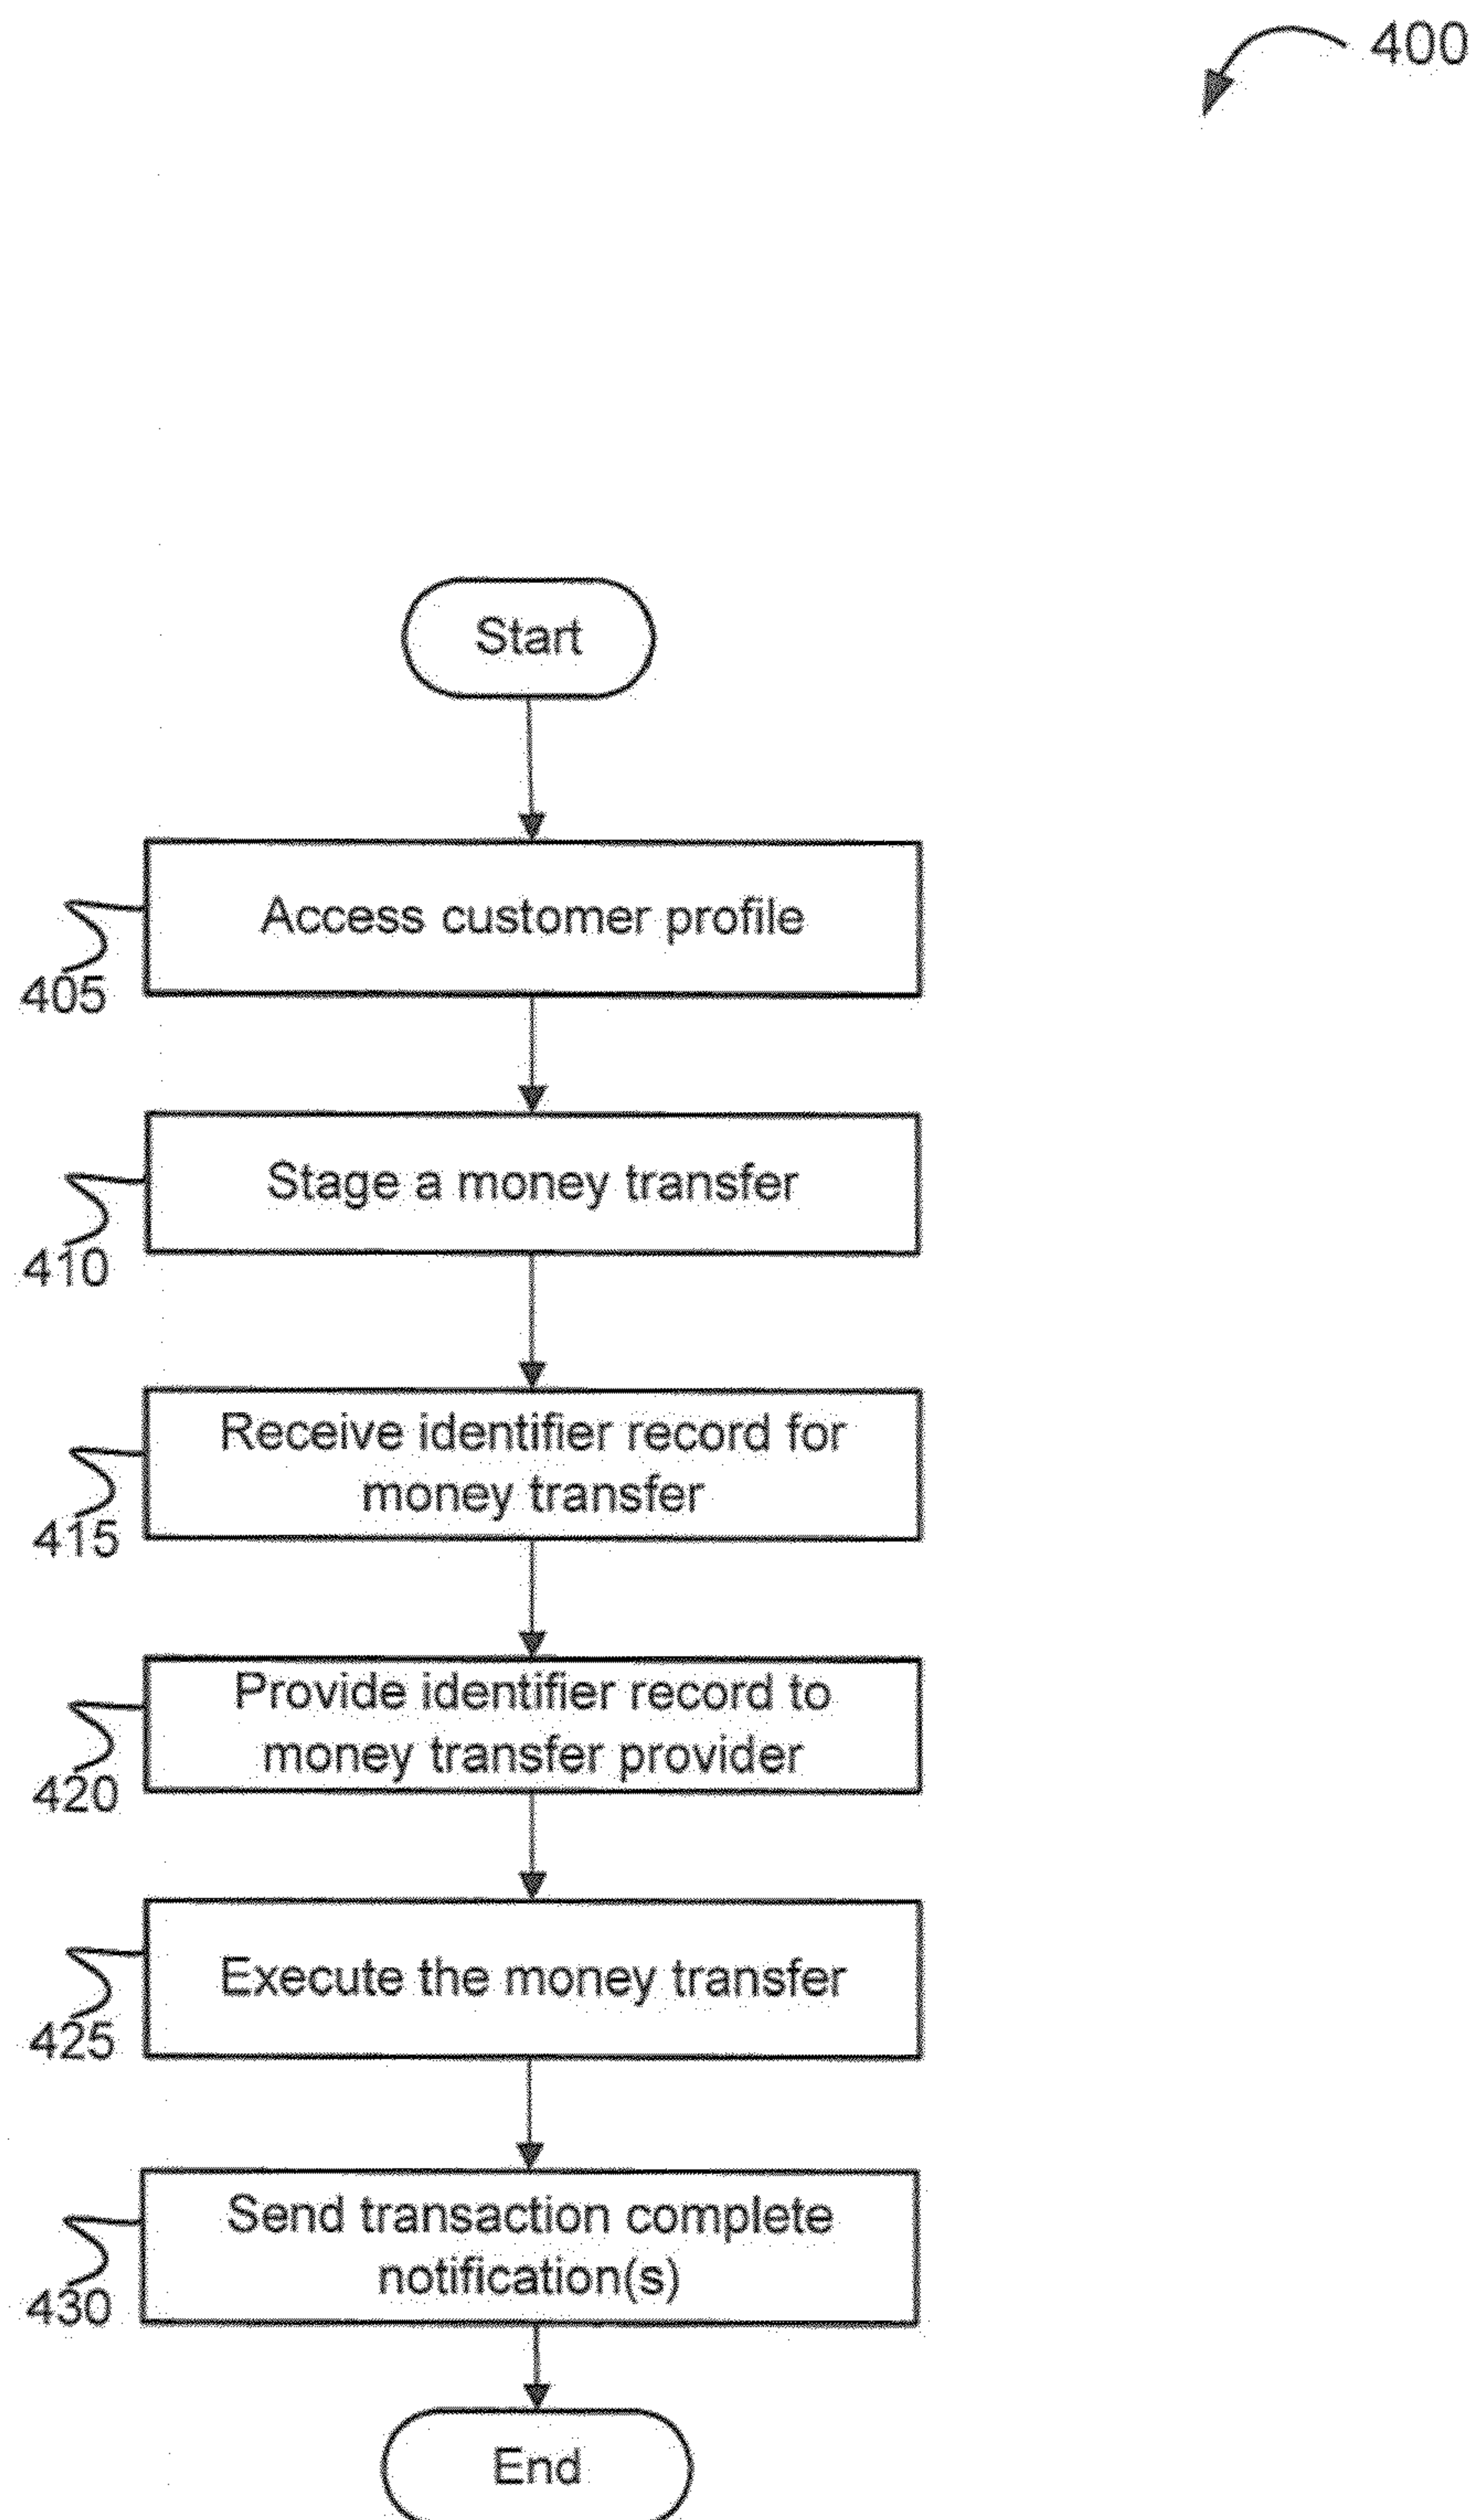 400
Start
Access customer profile
405
Stage a money transfer
410
Receive identifier record for
money transfer
415
Provide identifier record to
money transfer provider
420
Execute the money transfer
425
Send transaction complete
notification(s)
430
End